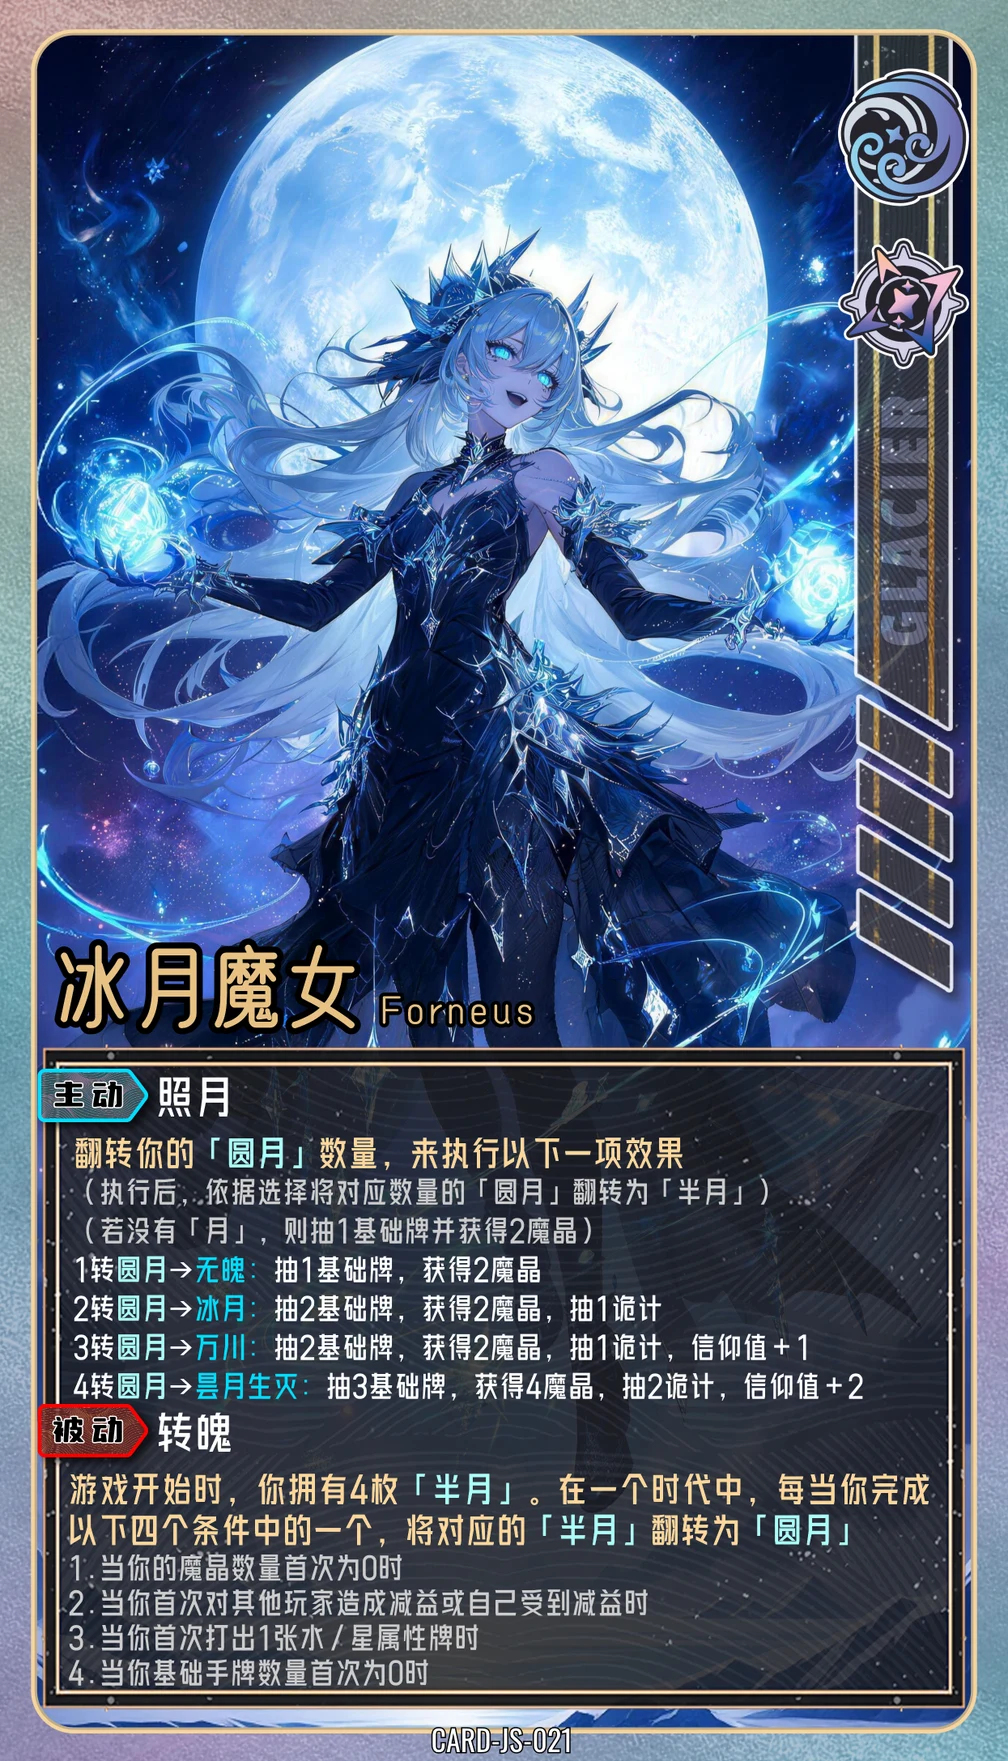 GLACIER
冰月魔女 Forneus
主动 照月
翻转你的「圆月」数量，来执行以下一项效果
（执行后，依据选择将对应数量的「圆月」翻转为「半月」）
（若没有「月」，则抽1基础牌并获得2魔晶）
1转圆月→无魄：抽1基础牌，获得2魔晶
2转圆月→冰月：抽2基础牌，获得2魔晶，抽1诡计
3转圆月→万川：抽2基础牌，获得2魔晶，抽1诡计，信仰值+1
4转圆月→昙月生灭：抽3基础牌，获得4魔晶，抽2诡计，信仰值+2
被动 转魄
游戏开始时，你拥有4枚「半月」。在一个时代中，每当你完成
以下四个条件中的一个，将对应的「半月」翻转为「圆月」
1.当你的魔晶数量首次为0时
2.当你首次对其他玩家造成减益或自己受到减益时
3.当你首次打出1张水/星属性牌时
4.当你基础手牌数量首次为0时
CARD-JS-021